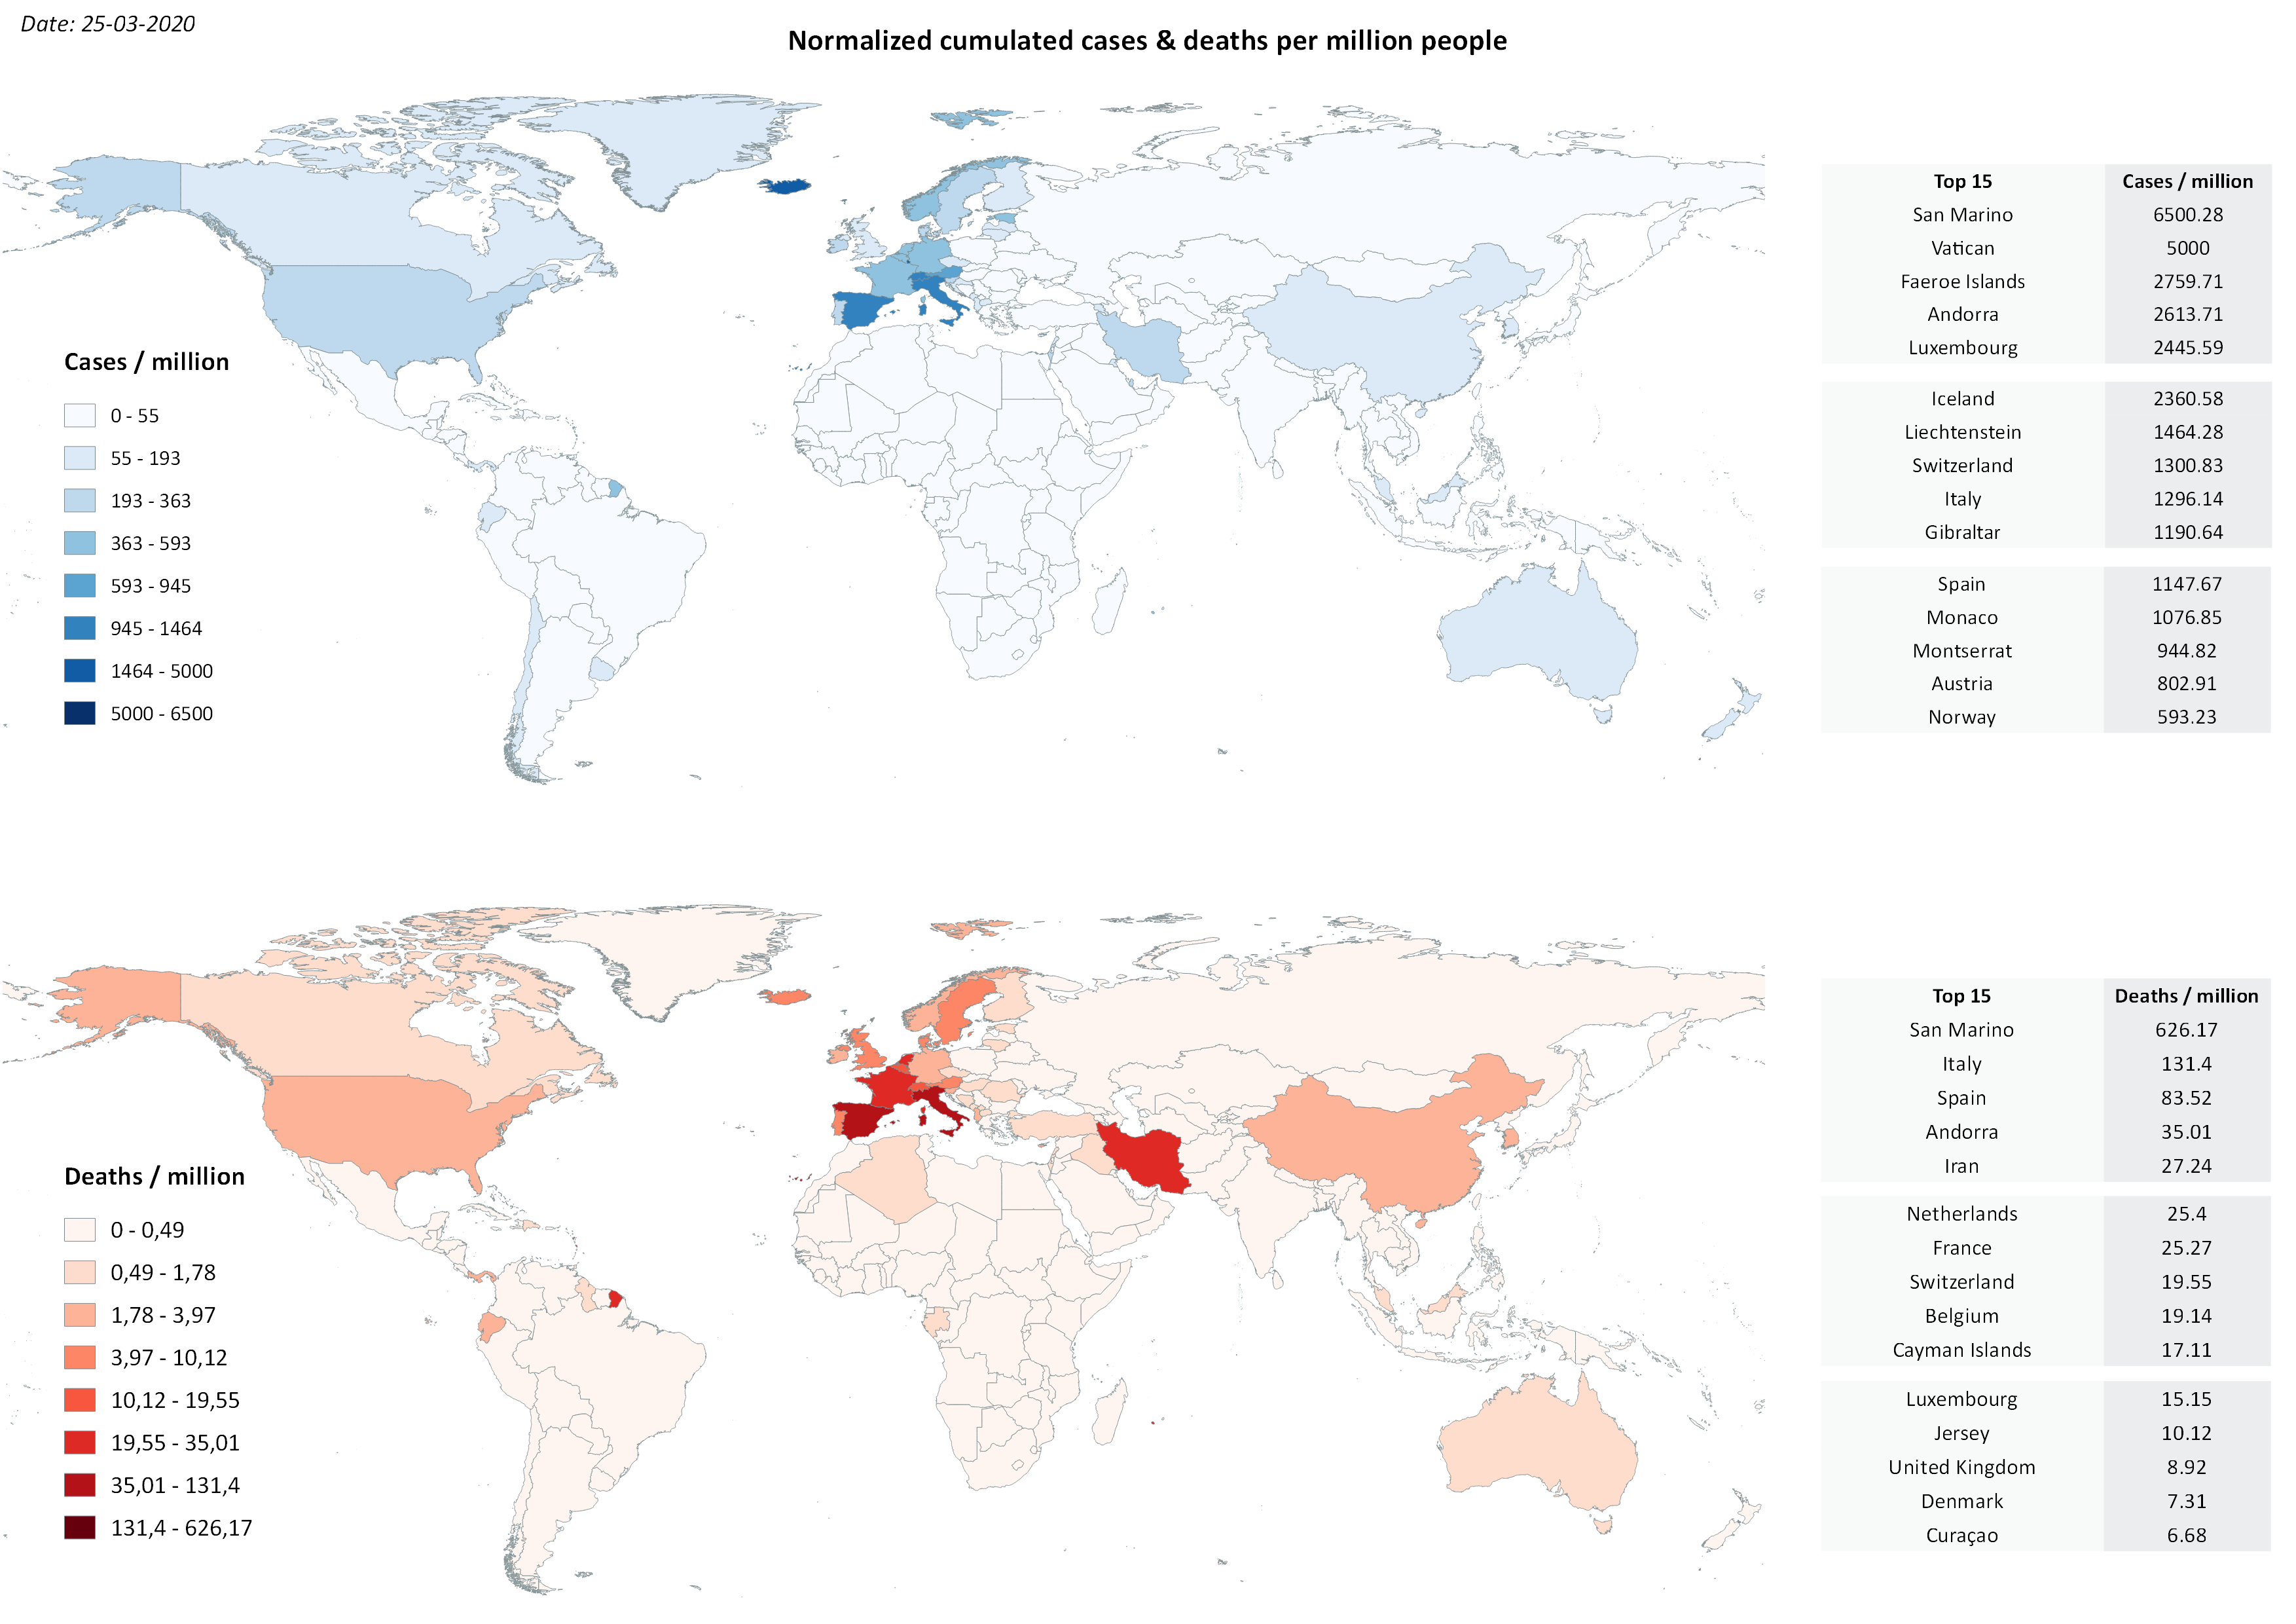 Date: 25-03-2020
Normalized cumulated cases & deaths per million people
Cases / million
0 - 55
55 - 193
193 - 363
363 - 593
593 - 945
945 - 1464
1464 - 5000
5000 - 6500
Top 15 Cases / million
San Marino 6500.28
Vatican 5000
Faeroe Islands 2759.71
Andorra 2613.71
Luxembourg 2445.59
Iceland 2360.58
Liechtenstein 1464.28
Switzerland 1300.83
Italy 1296.14
Gibraltar 1190.64
Spain 1147.67
Monaco 1076.85
Montserrat 944.82
Austria 802.91
Norway 593.23
Deaths / million
0 - 0,49
0,49 - 1,78
1,78 - 3,97
3,97 - 10,12
10,12 - 19,55
19,55 - 35,01
35,01 - 131,4
131,4 - 626,17
Top 15 Deaths / million
San Marino 626.17
Italy 131.4
Spain 83.52
Andorra 35.01
Iran 27.24
Netherlands 25.4
France 25.27
Switzerland 19.55
Belgium 19.14
Cayman Islands 17.11
Luxembourg 15.15
Jersey 10.12
United Kingdom 8.92
Denmark 7.31
Curaçao 6.68